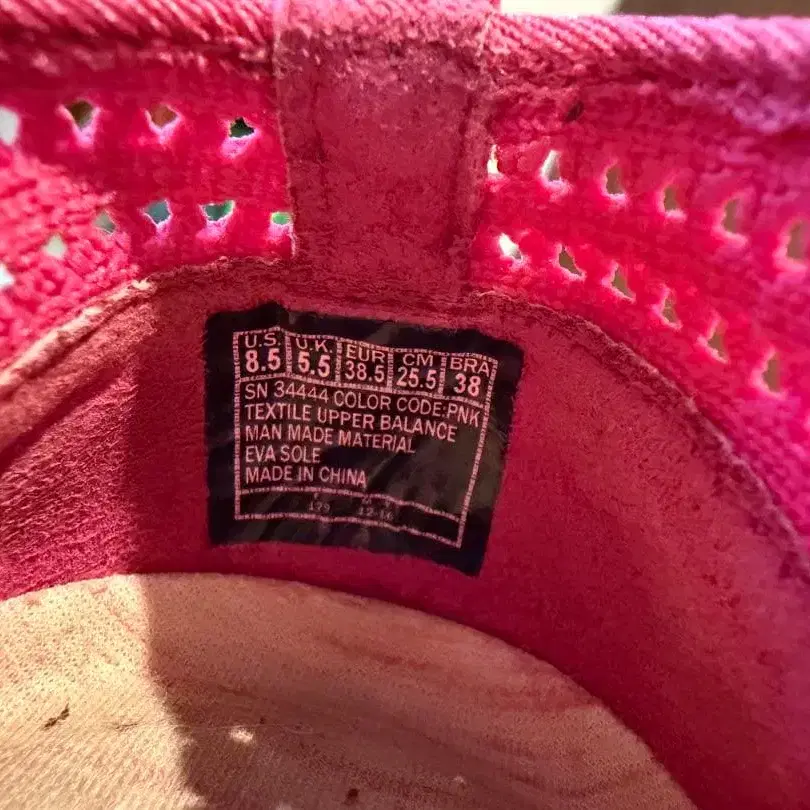 U.S. U.K. EUR CM BRA
8.5 5.5 38.5 25.5 38
SN 34444 COLOR CODE:PNK
TEXTILE UPPER BALANCE
MAN MADE MATERIAL
EVA SOLE
MADE IN CHINA